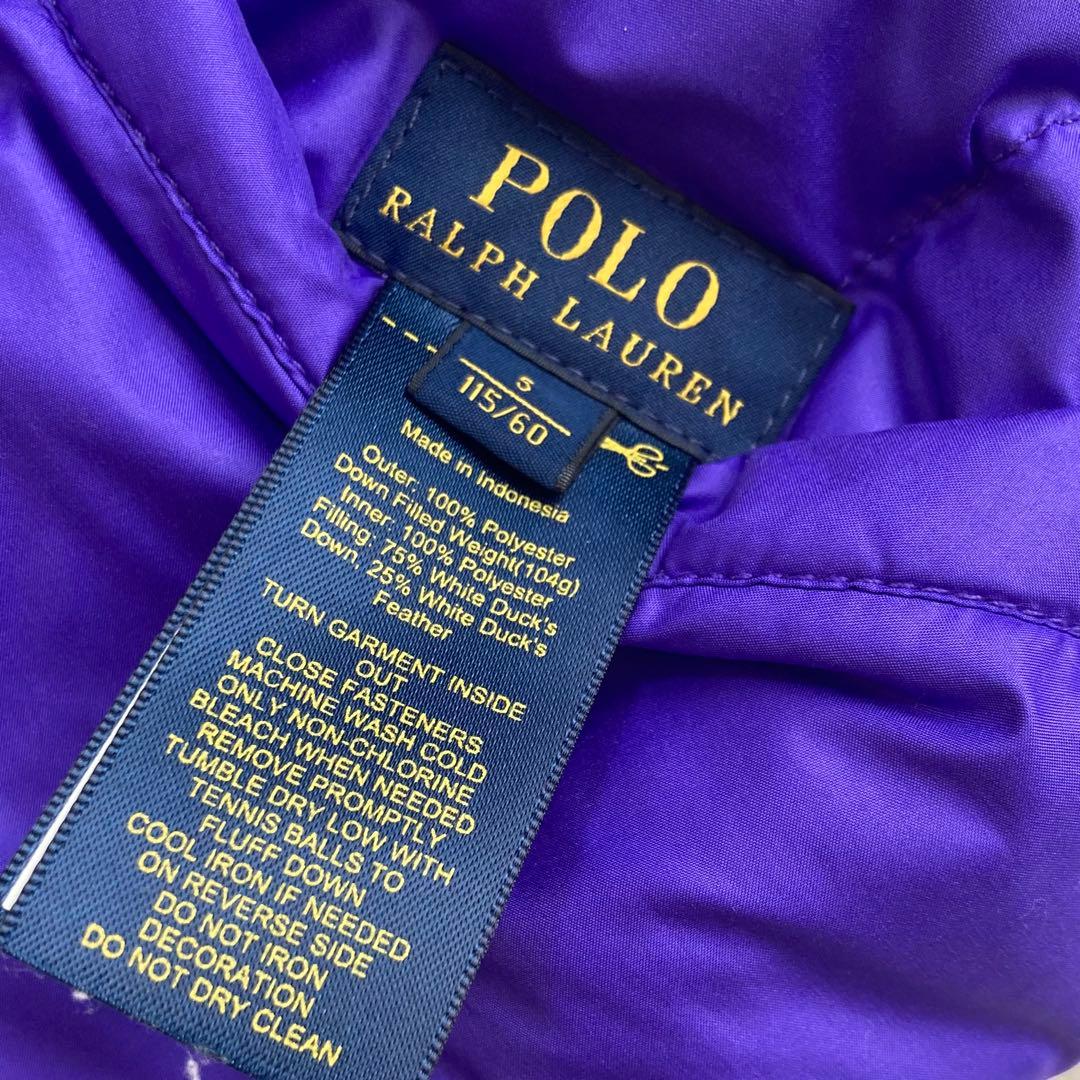 POLO
RALPH LAUREN
5
115/60
Made in Indonesia
Outer, 100% Polyester
Down Filled Weight(104g)
Inner: 100% Polyester
Filling: 75% White Duck's
Down, 25% White Duck's
Feather
TURN GARMENT INSIDE
OUT
CLOSE FASTENERS
MACHINE WASH COLD
ONLY NON-CHLORINE
BLEACH WHEN NEEDED
REMOVE PROMPTLY
TUMBLE DRY LOW WITH
TENNIS BALLS TO
FLUFF DOWN
COOL IRON IF NEEDED
ON REVERSE SIDE
DO NOT IRON
DECORATION
DO NOT DRY CLEAN